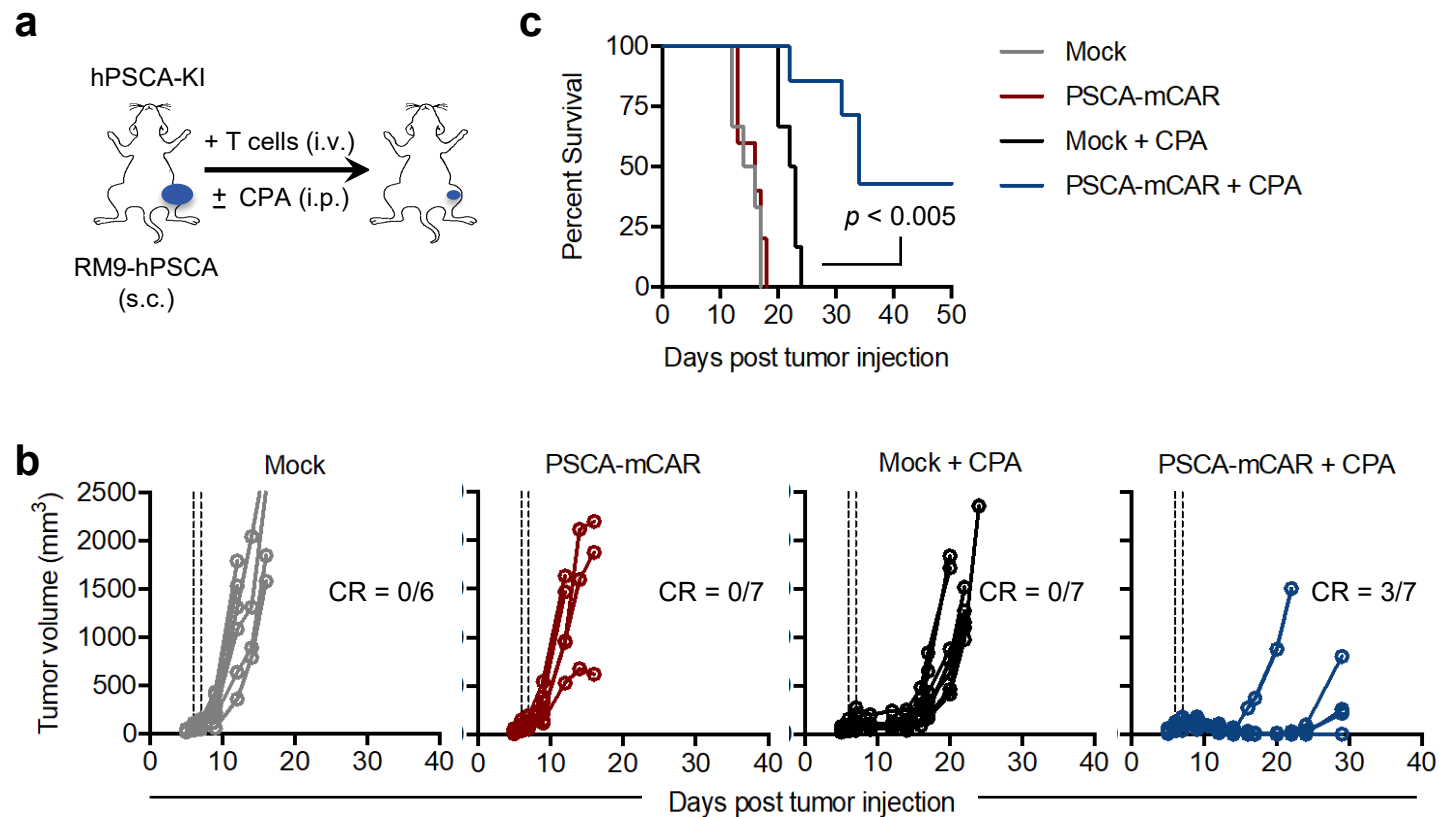 a
hPSCA-KI
+ T cells (i.v.)
± CPA (i.p.)
RM9-hPSCA
(s.c.)
c
Percent Survival
100
75
50
25
0
p < 0.005
0 10 20 30 40 50
Days post tumor injection
Mock
PSCA-mCAR
Mock + CPA
PSCA-mCAR + CPA
b
Mock
PSCA-mCAR
Mock + CPA
PSCA-mCAR + CPA
Tumor volume (mm³)
2500
2000
1500
1000
500
0
CR = 0/6
CR = 0/7
CR = 0/7
CR = 3/7
0 10 20 30 40
0 10 20 30 40
0 10 20 30 40
0 10 20 30 40
Days post tumor injection